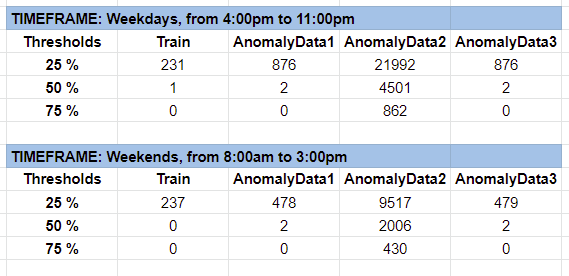 TIMEFRAME: Weekdays, from 4:00pm to 11:00pm
Thresholds Train AnomalyData1 AnomalyData2 AnomalyData3
25 % 231 876 21992 876
50 % 1 2 4501 2
75 % 0 0 862 0
TIMEFRAME: Weekends, from 8:00am to 3:00pm
Thresholds Train AnomalyData1 AnomalyData2 AnomalyData3
25 % 237 478 9517 479
50 % 0 2 2006 2
75 % 0 0 430 0